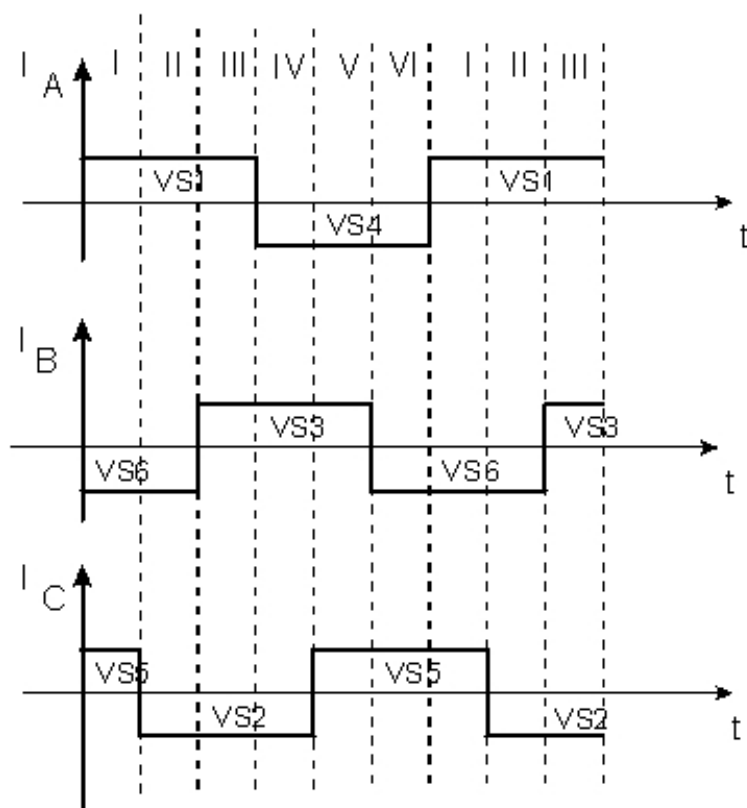 I A I II III IV V VI I II III
VS1 VS1
VS4
t
I B
VS3 VS3
VS6 VS6
t
I C
VS5 VS5
VS2 VS2
t